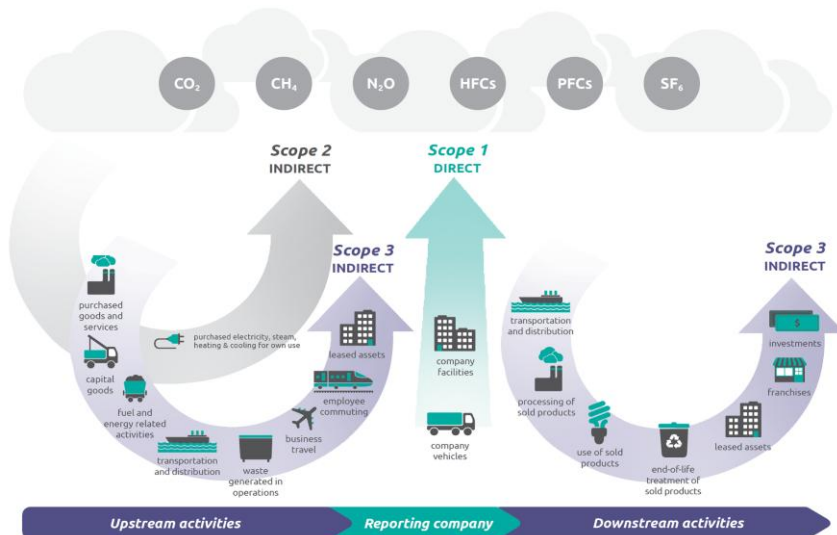 CO₂
CH₄
N₂O
HFCs
PFCs
SF₆
Scope 2
INDIRECT
Scope 1
DIRECT
Scope 3
INDIRECT
Scope 3
INDIRECT
purchased
goods and
services
capital
goods
fuel and
energy related
activities
transportation
and distribution
waste
generated in
operations
business
travel
employee
commuting
leased assets
purchased electricity, steam,
heating & cooling for own use
company
facilities
company
vehicles
transportation
and distribution
processing of
sold products
use of sold
products
end-of-life
treatment of
sold products
leased assets
franchises
$
investments
Upstream activities
Reporting company
Downstream activities